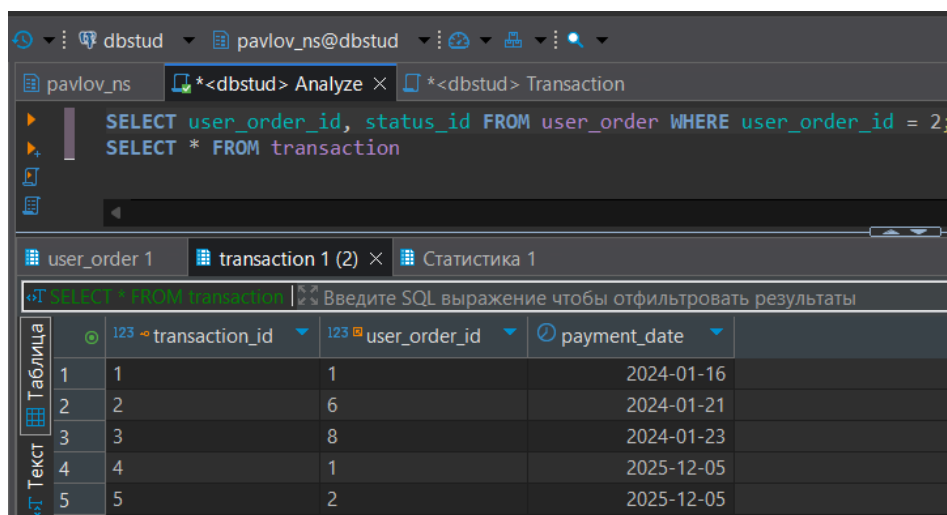 dbstud pavlov_ns@dbstud
pavlov_ns *<dbstud> Analyze *<dbstud> Transaction
SELECT user_order_id, status_id FROM user_order WHERE user_order_id = 2;
SELECT * FROM transaction
user_order 1 transaction 1 (2) Статистика 1
SELECT * FROM transaction Введите SQL выражение чтобы отфильтровать результаты
Таблица
Текст
123 transaction_id 123 user_order_id payment_date
1 1 1 2024-01-16
2 2 6 2024-01-21
3 3 8 2024-01-23
4 4 1 2025-12-05
5 5 2 2025-12-05